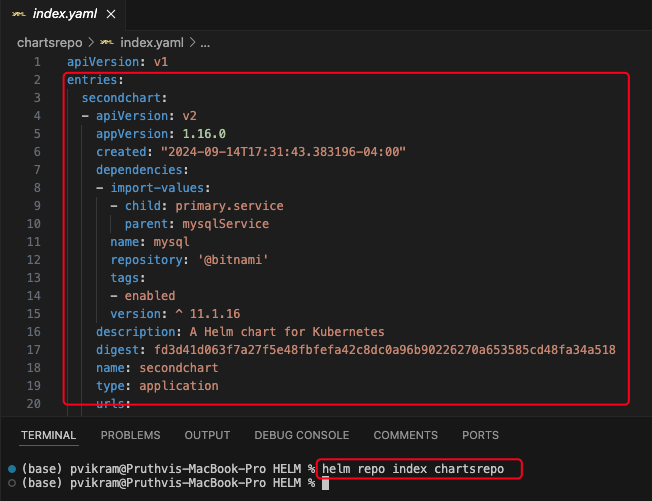 index.yaml
chartsrepo > index.yaml > ...
1 apiVersion: v1
2 entries:
3 secondchart:
4 - apiVersion: v2
5 appVersion: 1.16.0
6 created: "2024-09-14T17:31:43.383196-04:00"
7 dependencies:
8 - import-values:
9 - child: primary.service
10 parent: mysqlService
11 name: mysql
12 repository: '@bitnami'
13 tags:
14 - enabled
15 version: ^ 11.1.16
16 description: A Helm chart for Kubernetes
17 digest: fd3d41d063f7a27f5e48fbfefa42c8dc0a96b90226270a653585cd48fa34a518
18 name: secondchart
19 type: application
20 urls:
TERMINAL PROBLEMS OUTPUT DEBUG CONSOLE COMMENTS PORTS
(base) pvikram@Pruthvis-MacBook-Pro HELM % helm repo index chartsrepo
(base) pvikram@Pruthvis-MacBook-Pro HELM %